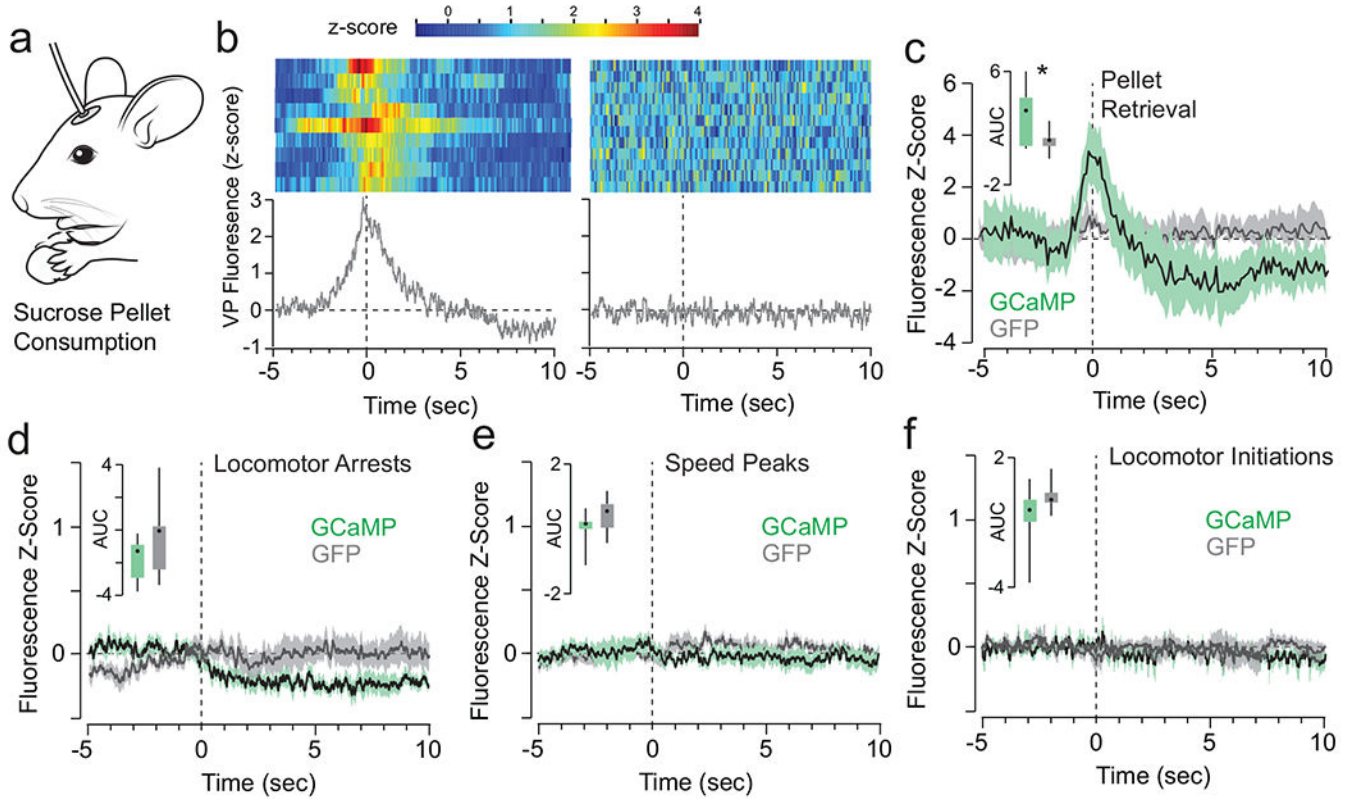 a
Sucrose Pellet
Consumption
b
z-score
0 1 2 3 4
VP Fluoresence (z-score)
3
2
1
0
-1
-5 0 5 10
Time (sec)
-5 0 5 10
Time (sec)
c
Fluorescence Z-Score
6
4
2
0
-2
-4
AUC
6
-2
*
Pellet
Retrieval
GCaMP
GFP
-5 0 5 10
Time (sec)
d
Fluorescence Z-Score
1
0
AUC
4
-4
Locomotor Arrests
GCaMP
GFP
-5 0 5 10
Time (sec)
e
Fluorescence Z-Score
1
0
AUC
2
-2
Speed Peaks
GCaMP
GFP
-5 0 5 10
Time (sec)
f
Fluorescence Z-Score
1
0
AUC
2
-4
Locomotor Initiations
GCaMP
GFP
-5 0 5 10
Time (sec)